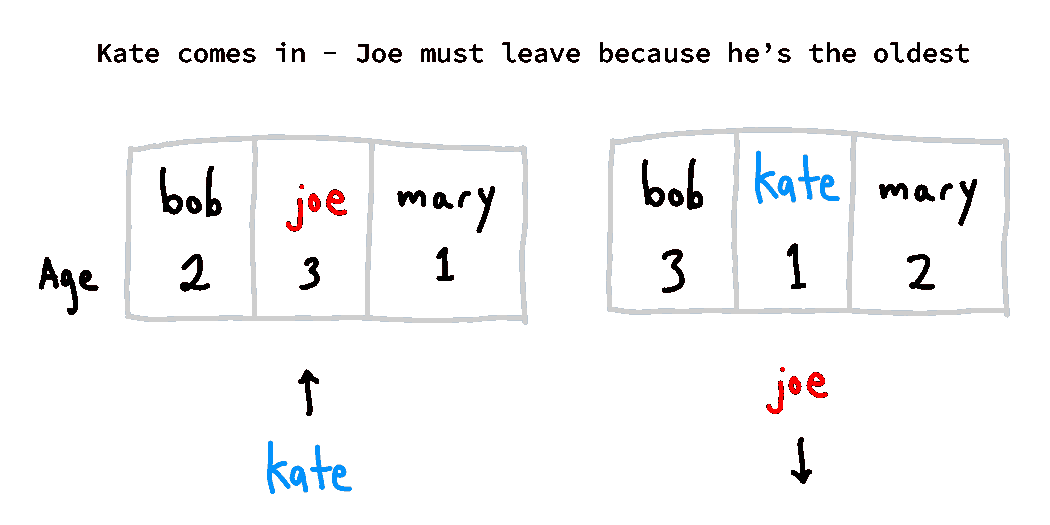 Kate comes in – Joe must leave because he’s the oldest
bob joe mary
Age 2 3 1
kate
bob kate mary
3 1 2
joe